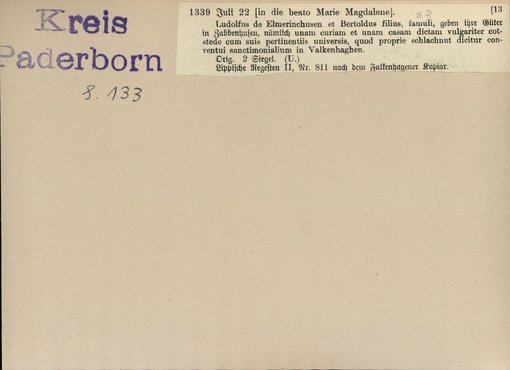 Kreis
Paderborn
S. 133
1339 Juli 22 [in die beato Marie Magdalene]. [13
Ludolfus de Elmerinchusen et Bertoldus filius, famuli, geben ihre Güter
in Zabbenhusen, nämlich unam curiam et unam casam dictam vulgariter cot-
stede cum suis pertinentiis universis, quod proprie schlachnut dicitur con-
ventui sanctimonialium in Valkenhaghen.
Orig. 2 Siegel. (U.)
Lippische Regesten II, Nr. 811 nach dem Falkenhagener Kopiar.